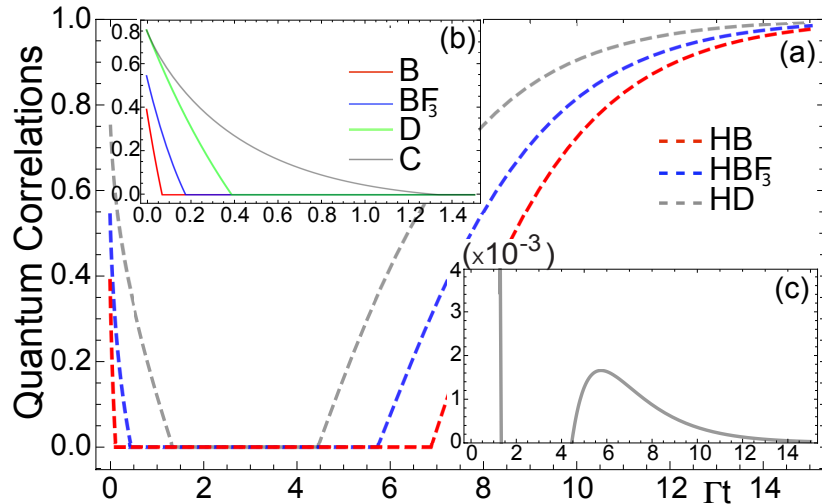 Quantum Correlations
1.0
0.8
0.6
0.4
0.2
0.0
0 2 4 6 8 10 12 14
Γt
(a)
HB
HBF₃
HD
(b)
0.8
0.6
0.4
0.2
0.0
0.0 0.2 0.4 0.6 0.8 1.0 1.2 1.4
B
BF₃
D
C
(×10⁻³)
(c)
4
3
2
1
0
0 2 4 6 8 10 12 14